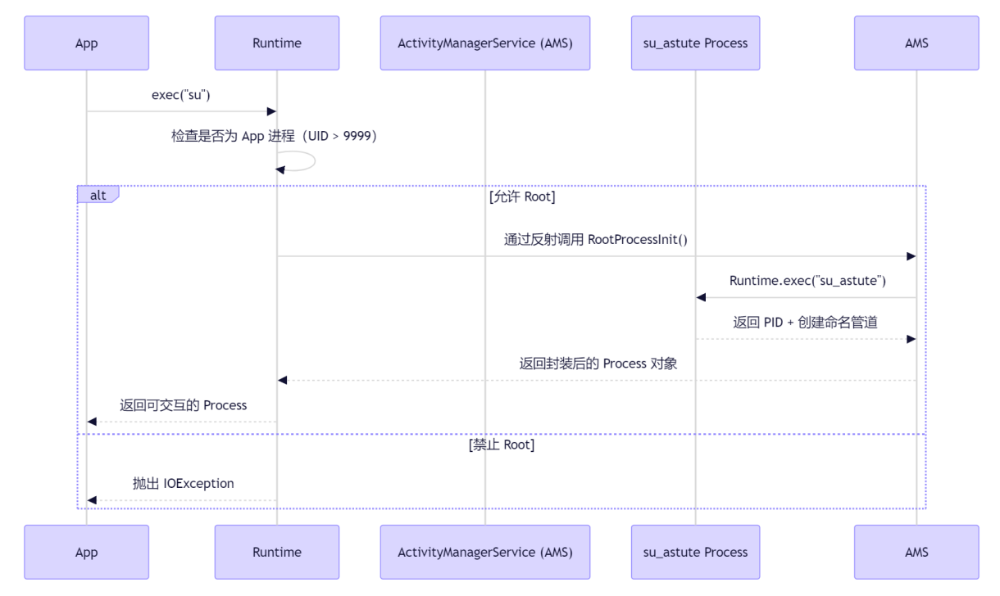 App
Runtime
ActivityManagerService (AMS)
su_astute Process
AMS
exec("su")
检查是否为 App 进程（UID > 9999）
alt
[允许 Root]
通过反射调用 RootProcessInit()
Runtime.exec("su_astute")
返回 PID + 创建命名管道
返回封装后的 Process 对象
返回可交互的 Process
[禁止 Root]
抛出 IOException
App
Runtime
ActivityManagerService (AMS)
su_astute Process
AMS